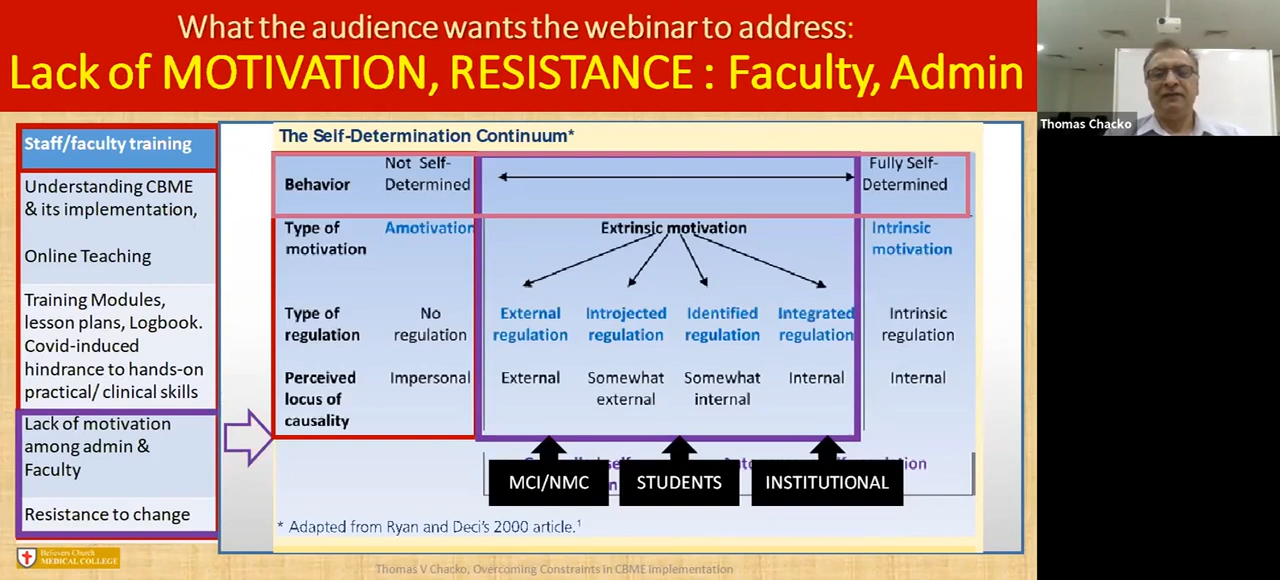 What the audience wants the webinar to address:
Lack of MOTIVATION, RESISTANCE : Faculty, Admin
Thomas Chacko
Staff/faculty training
Understanding CBME
& its implementation,
Online Teaching
Training Modules,
lesson plans, Logbook.
Covid-induced
hindrance to hands-on
practical/ clinical skills
Lack of motivation
among admin &
Faculty
Resistance to change
The Self-Determination Continuum*
Behavior
Not Self-
Determined
Fully Self-
Determined
Type of
motivation
Amotivation
Extrinsic motivation
Intrinsic
motivation
Type of
regulation
No
regulation
External
regulation
Introjected
regulation
Identified
regulation
Integrated
regulation
Intrinsic
regulation
Perceived
locus of
causality
Impersonal
External
Somewhat
external
Somewhat
internal
Internal
Internal
MCI/NMC
STUDENTS
INSTITUTIONAL
* Adapted from Ryan and Deci's 2000 article.¹
Believers Church
MEDICAL COLLEGE
Thomas V Chacko, Overcoming Constraints in CBME implementation